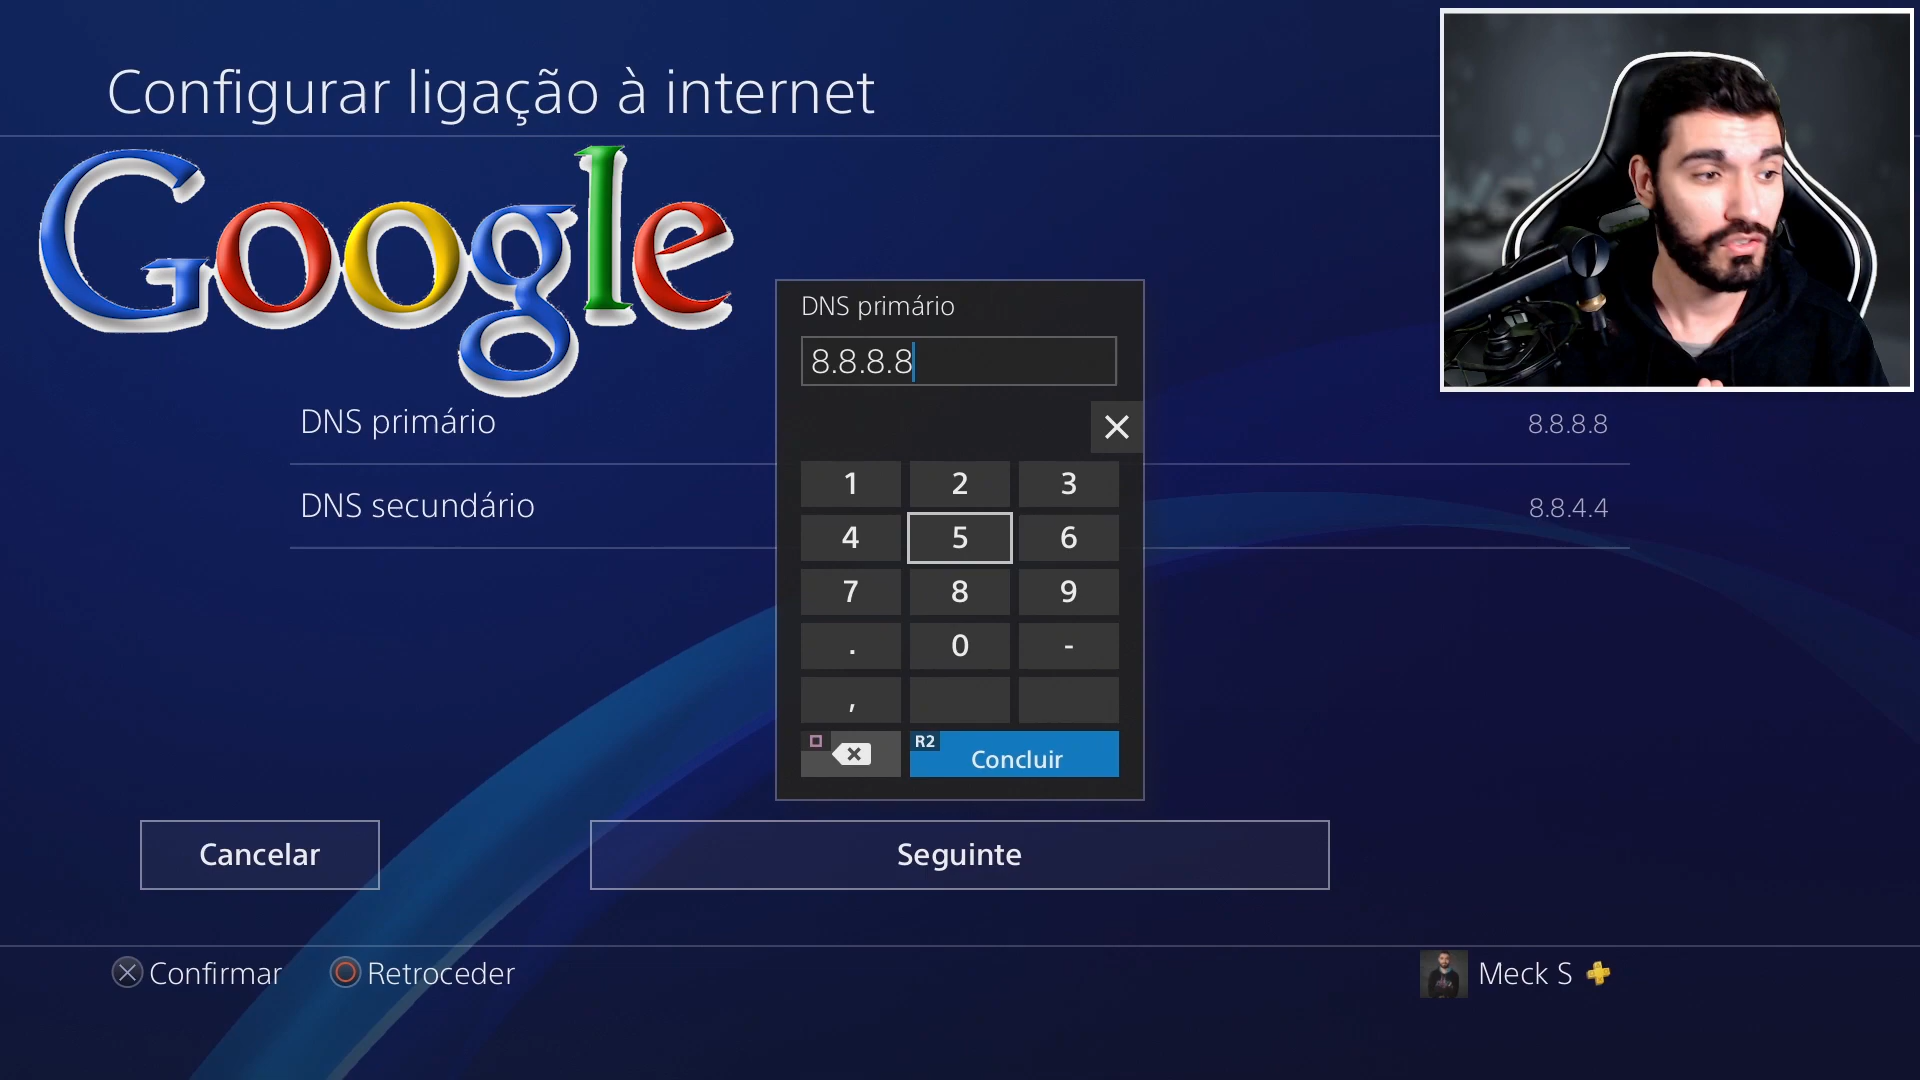 Configurar ligação à internet
Google
DNS primário
8.8.8.8
DNS primário
8.8.8.8
DNS secundário
8.8.4.4
1 2 3
4 5 6
7 8 9
. 0 -
,
R2
Concluir
Cancelar
Seguinte
Confirmar
Retroceder
Meck S